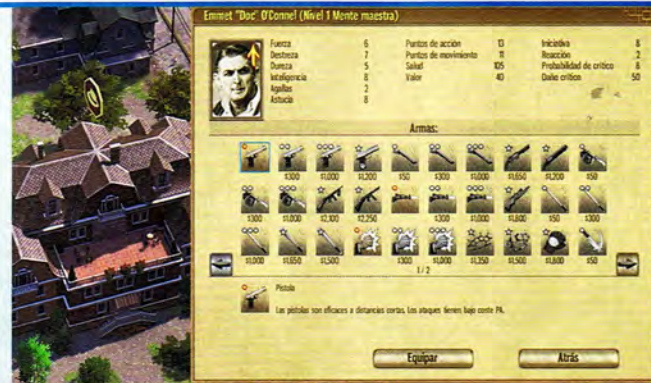 Emmet "Doc" O'Connel (Nivel 1 Mente maestra)
Fuerza 6 Puntos de acción 13 Iniciativa 8
Destreza 7 Puntos de movimiento 11 Reacción 2
Dureza 5 Salud 105 Probabilidad de crítico 8
Inteligencia 8 Valor 40 Daño crítico 50
Agallas 2
Astucia 8
Armas:
$300 $1,000 $1,200 $50 $300 $1,000 $1,650 $1,200 $50
$300 $1,000 $2,100 $2,250 $300 $1,000 $1,800 $50 $300
$1,000 $1,650 $1,500 $300 $1,000 $1,350 $1,500 $1,800 $50
1/2
Pistola
Las pistolas son eficaces a distancias cortas. Los ataques tienen bajo coste PA.
Equipar Atrás